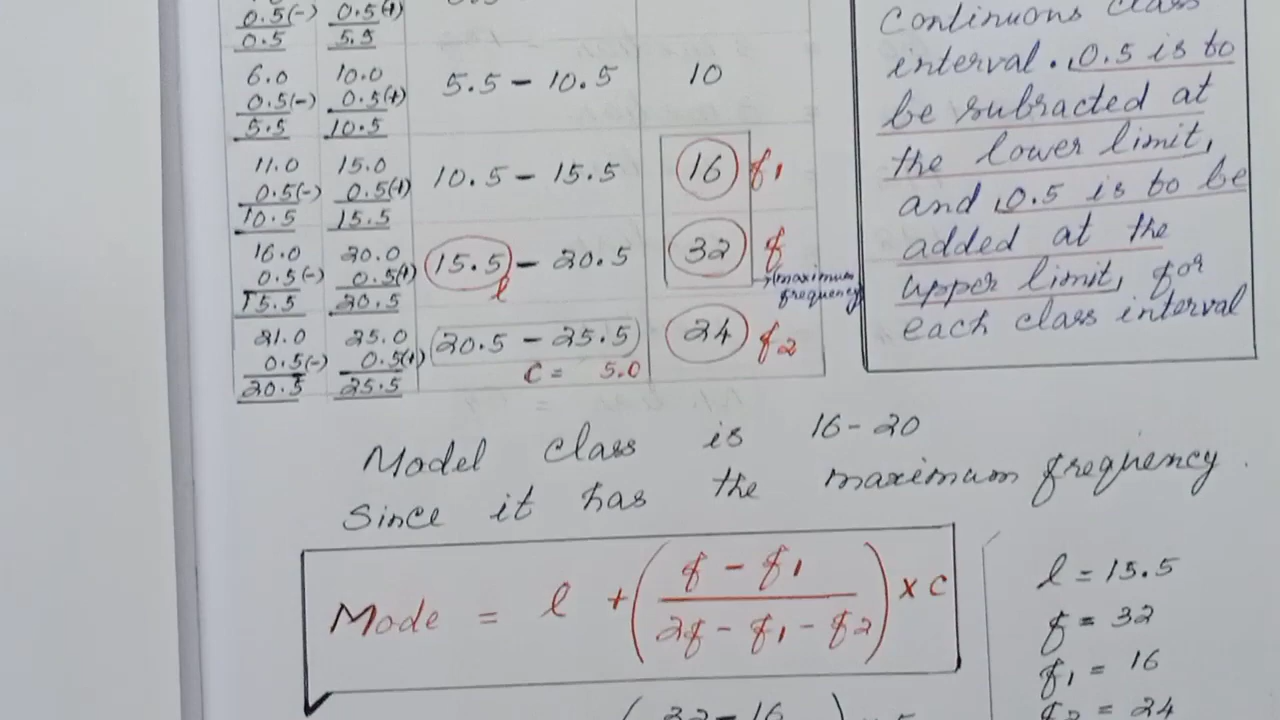 0.5(-) 0.5(+)
0.5 5.5
6.0 10.0
0.5(-) 0.5(+) 5.5 - 10.5 10
5.5 10.5
11.0 15.0
0.5(-) 0.5(+) 10.5 - 15.5 16 f1
10.5 15.5
16.0 20.0
0.5(-) 0.5(+) 15.5 - 20.5 32 f
15.5 20.5 l → maximum
frequency
21.0 25.0
0.5(-) 0.5(+) 20.5 - 25.5 24 f2
20.5 25.5 C = 5.0
Continuous class
interval. 0.5 is to
be subracted at
the lower limit,
and 0.5 is to be
added at the
upper limit, for
each class interval
Model class is 16-20
Since it has the maximum frequency.
Mode = l + ( f - f1 / 2f - f1 - f2 ) × c
l = 15.5
f = 32
f1 = 16
f2 = 24
( 32 - 16 )